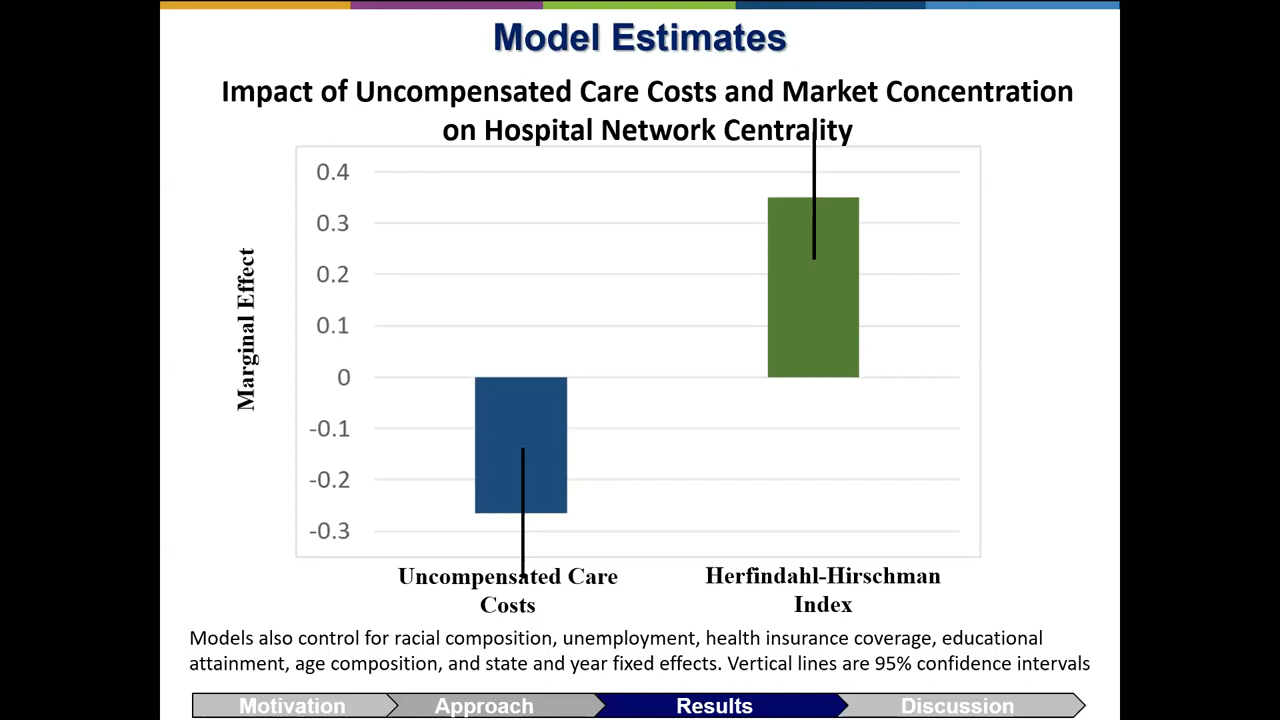 Model Estimates
Impact of Uncompensated Care Costs and Market Concentration
on Hospital Network Centrality
0.4
0.3
0.2
0.1
0
-0.1
-0.2
-0.3
Marginal Effect
Uncompensated Care
Costs
Herfindahl-Hirschman
Index
Models also control for racial composition, unemployment, health insurance coverage, educational
attainment, age composition, and state and year fixed effects. Vertical lines are 95% confidence intervals
Motivation
Approach
Results
Discussion